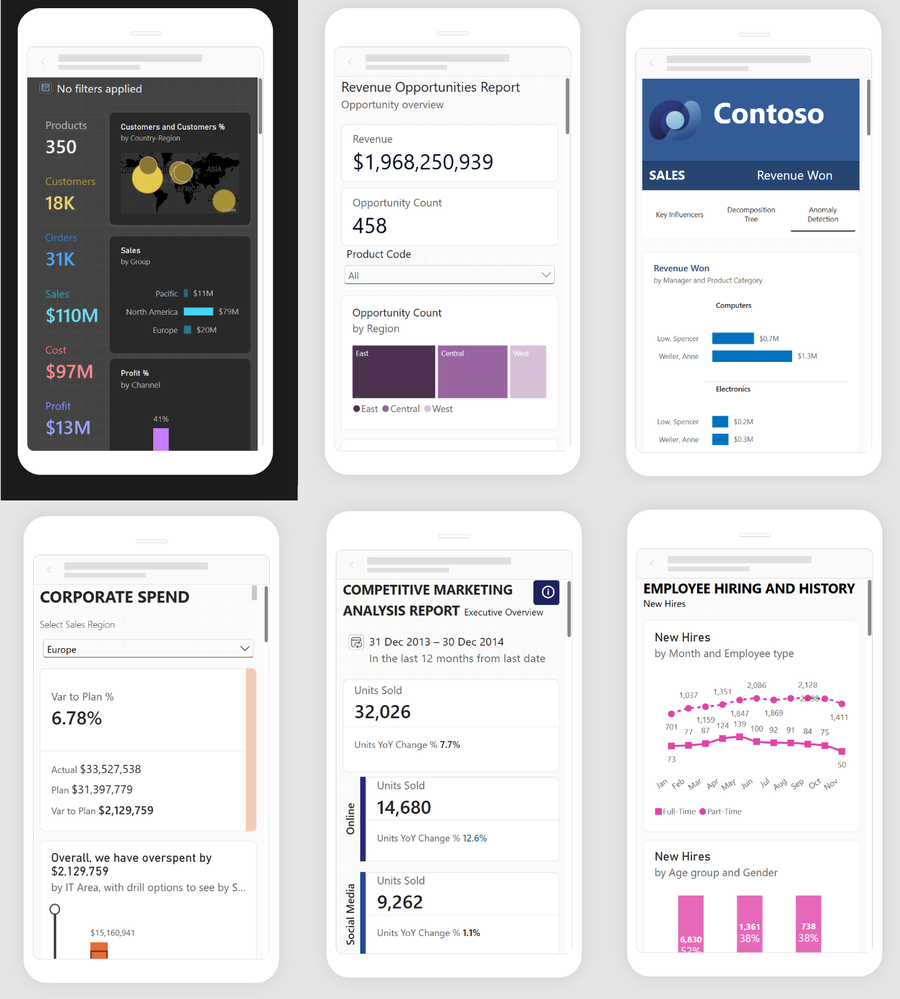 No filters applied
Products
350
Customers
18K
Orders
31K
Sales
$110M
Cost
$97M
Profit
$13M
Customers and Customers %
by Country-Region
ASIA
AFRICA
Sales
by Group
Pacific $11M
North America $79M
Europe $20M
Profit %
by Channel
41%
Revenue Opportunities Report
Opportunity overview
Revenue
$1,968,250,939
Opportunity Count
458
Product Code
All
Opportunity Count
by Region
East Central West
East Central West
Contoso
SALES Revenue Won
Key Influencers
Decomposition
Tree
Anomaly
Detection
Revenue Won
by Manager and Product Category
Computers
Low, Spencer $0.7M
Weiler, Anne $1.3M
Electronics
Low, Spencer $0.2M
Weiler, Anne $0.3M
CORPORATE SPEND
Select Sales Region
Europe
Var to Plan %
6.78%
Actual $33,527,538
Plan $31,397,779
Var to Plan $2,129,759
Overall, we have overspent by
$2,129,759
by IT Area, with drill options to see by S...
$15,160,941
COMPETITIVE MARKETING
ANALYSIS REPORT Executive Overview
31 Dec 2013 – 30 Dec 2014
In the last 12 months from last date
Units Sold
32,026
Units YoY Change % 7.7%
Online
Units Sold
14,680
Units YoY Change % 12.6%
Social Media
Units Sold
9,262
Units YoY Change % 1.1%
EMPLOYEE HIRING AND HISTORY
New Hires
New Hires
by Month and Employee type
701 1,037 1,159 1,351 1,847 2,086 1,869 2,128 1,411
73 77 87 124 139 100 92 91 84 75 50
Jan Feb Mar Apr May Jun Jul Aug Sep Oct Nov
Full-Time Part-Time
New Hires
by Age group and Gender
6,830
52%
1,361
38%
738
38%